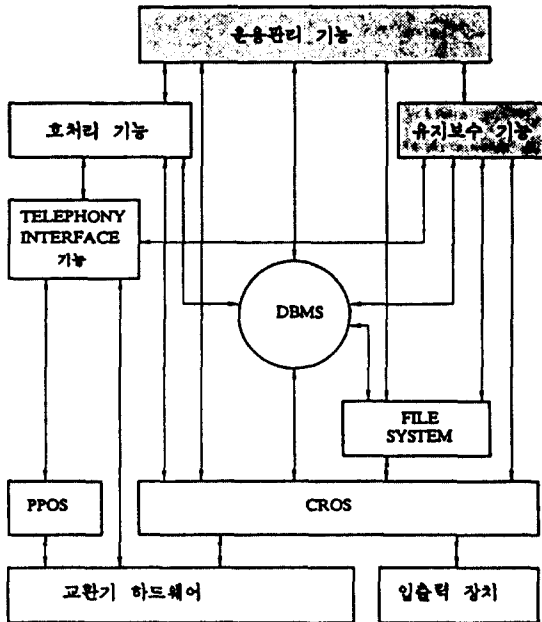 운용관리 기능
호처리 기능
유지보수 기능
TELEPHONY
INTERFACE
기능
DBMS
FILE
SYSTEM
PPOS
CROS
교환기 하드웨어
입출력 장치